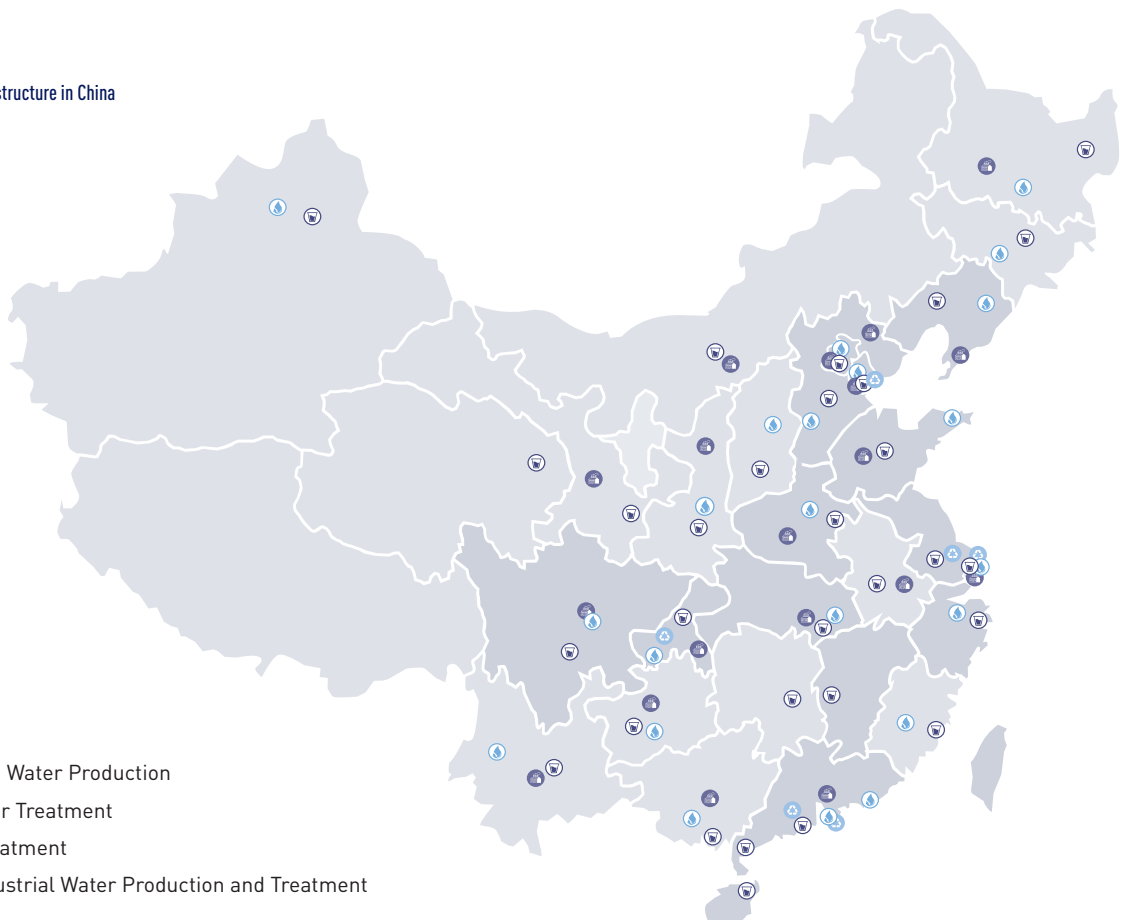 structure in China
Water Production
r Treatment
atment
ustrial Water Production and Treatment